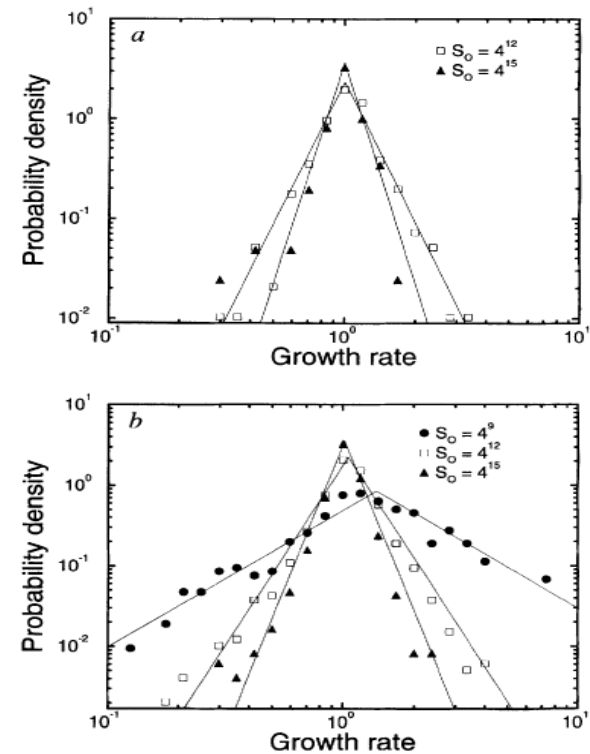 a
S₀ = 4¹²
S₀ = 4¹⁵
10¹
10⁰
10⁻¹
10⁻²
Probability density
10⁻¹ 10⁰ 10¹
Growth rate
b
S₀ = 4⁹
S₀ = 4¹²
S₀ = 4¹⁵
10¹
10⁰
10⁻¹
10⁻²
Probability density
10⁻¹ 10⁰ 10¹
Growth rate